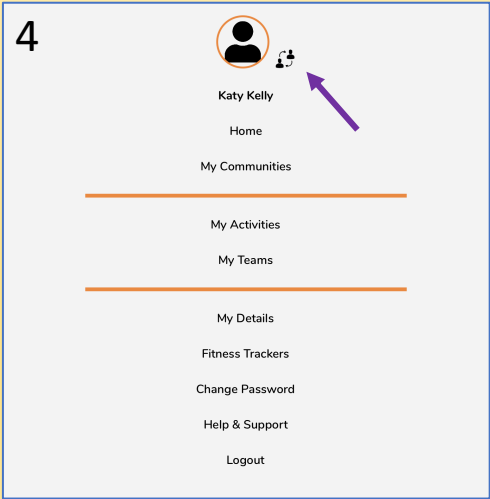 4
Katy Kelly
Home
My Communities
My Activities
My Teams
My Details
Fitness Trackers
Change Password
Help & Support
Logout